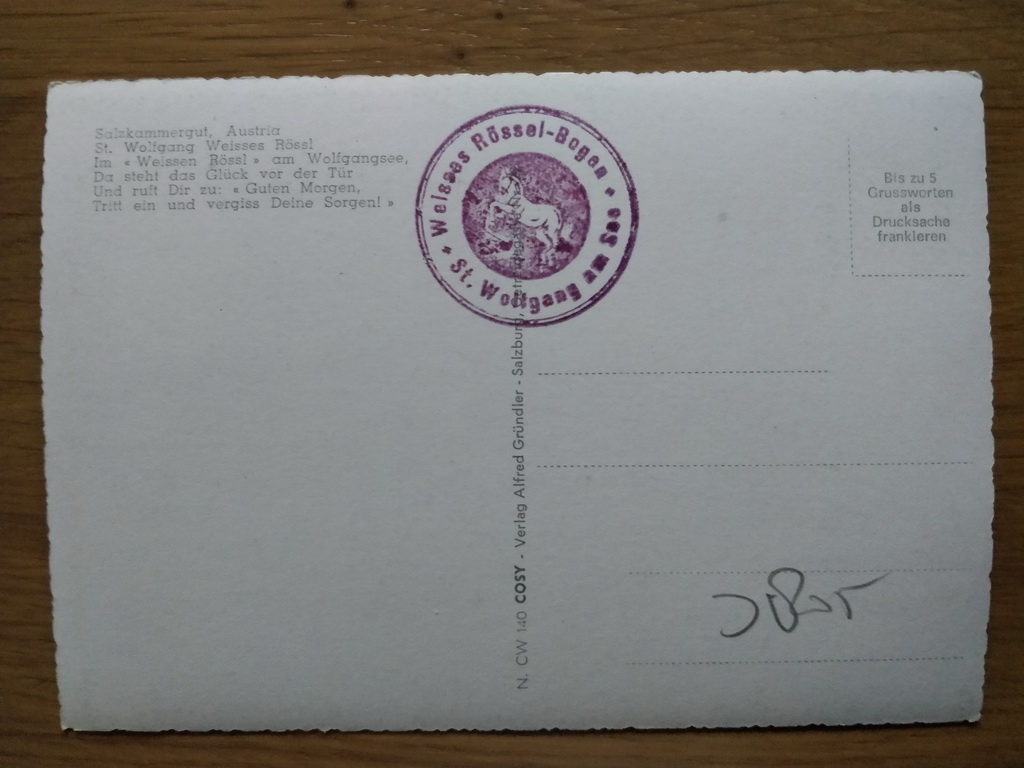 Salzkammergut, Austria
St. Wolfgang Weisses Rössl
Im « Weissen Rössl » am Wolfgangsee,
Da steht das Glück vor der Tür
Und ruft Dir zu: « Guten Morgen,
Tritt ein und vergiss Deine Sorgen! »
Weisses Rössel-Bogen
St. Wolfgang am See
Bis zu 5
Grussworten
als
Drucksache
frankieren
N. CW 140 COSY - Verlag Alfred Gründler - Salzburg,